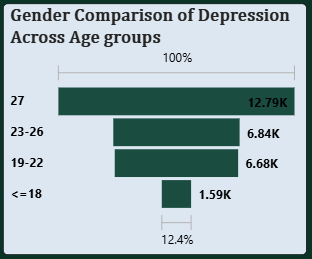 Gender Comparison of Depression
Across Age groups
100%
27 12.79K
23-26 6.84K
19-22 6.68K
<=18 1.59K
12.4%